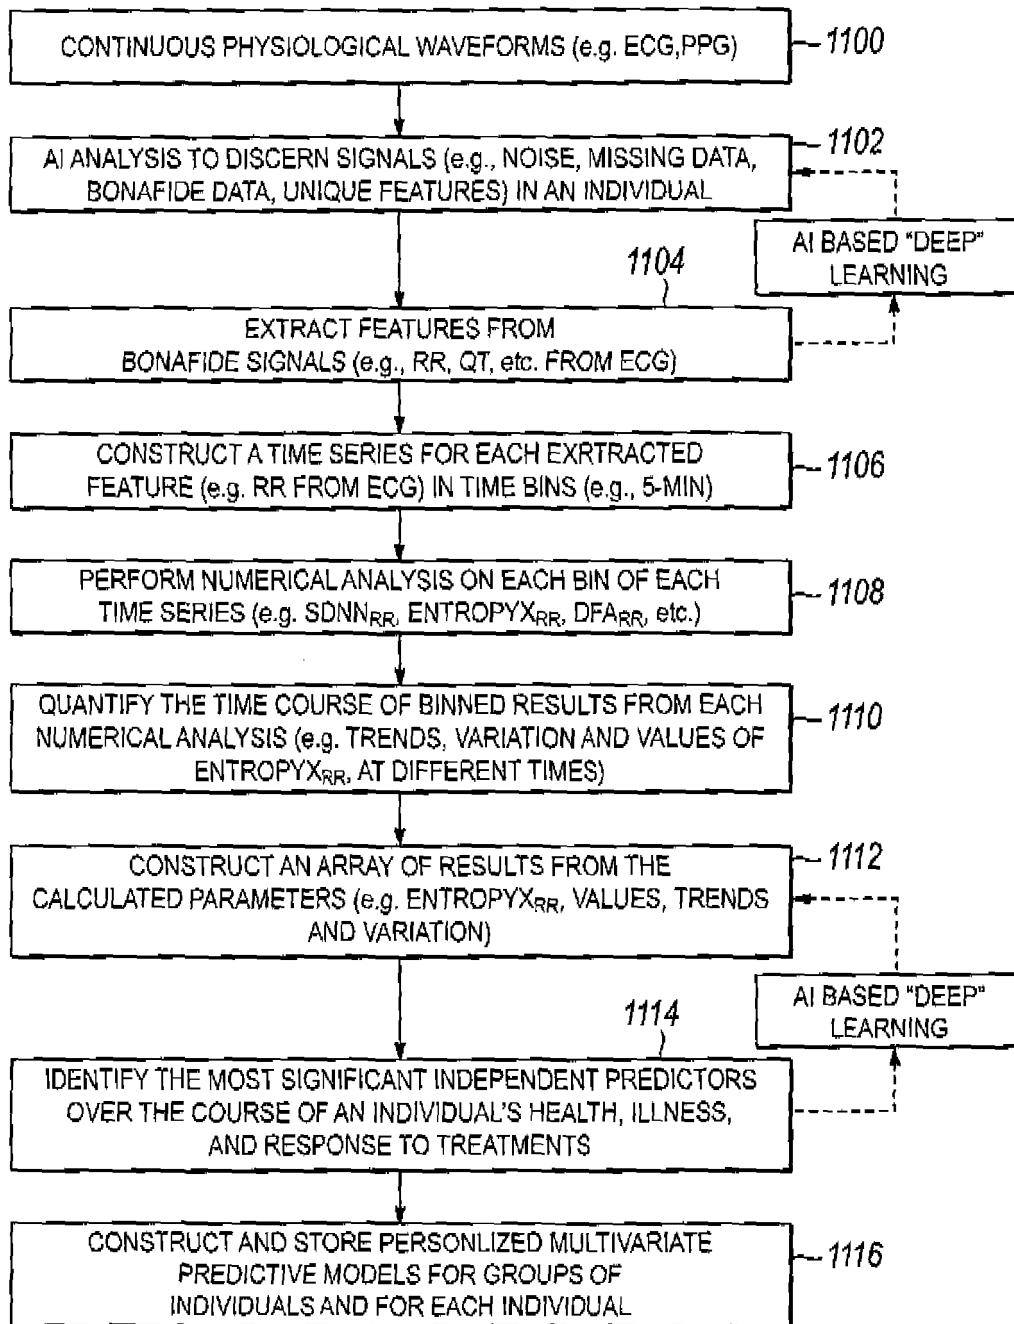 CONTINUOUS PHYSIOLOGICAL WAVEFORMS (e.g. ECG,PPG)
1100
AI ANALYSIS TO DISCERN SIGNALS (e.g., NOISE, MISSING DATA,
BONAFIDE DATA, UNIQUE FEATURES) IN AN INDIVIDUAL
1102
AI BASED "DEEP"
LEARNING
1104
EXTRACT FEATURES FROM
BONAFIDE SIGNALS (e.g., RR, QT, etc. FROM ECG)
CONSTRUCT A TIME SERIES FOR EACH EXRTRACTED
FEATURE (e.g. RR FROM ECG) IN TIME BINS (e.g., 5-MIN)
1106
PERFORM NUMERICAL ANALYSIS ON EACH BIN OF EACH
TIME SERIES (e.g. SDNNRR, ENTROPYXRR, DFARR, etc.)
1108
QUANTIFY THE TIME COURSE OF BINNED RESULTS FROM EACH
NUMERICAL ANALYSIS (e.g. TRENDS, VARIATION AND VALUES OF
ENTROPYXRR, AT DIFFERENT TIMES)
1110
CONSTRUCT AN ARRAY OF RESULTS FROM THE
CALCULATED PARAMETERS (e.g. ENTROPYXRR, VALUES, TRENDS
AND VARIATION)
1112
AI BASED "DEEP"
LEARNING
1114
IDENTIFY THE MOST SIGNIFICANT INDEPENDENT PREDICTORS
OVER THE COURSE OF AN INDIVIDUAL'S HEALTH, ILLNESS,
AND RESPONSE TO TREATMENTS
CONSTRUCT AND STORE PERSONLIZED MULTIVARIATE
PREDICTIVE MODELS FOR GROUPS OF
INDIVIDUALS AND FOR EACH INDIVIDUAL
1116